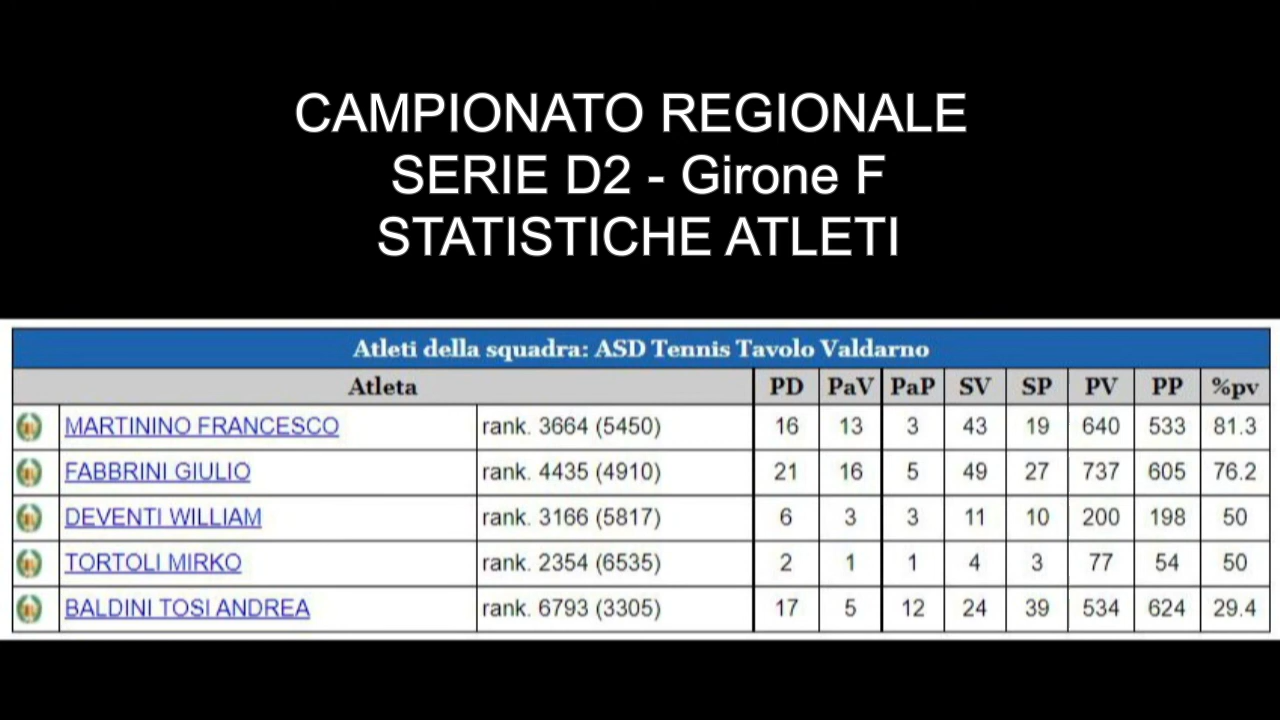 CAMPIONATO REGIONALE
SERIE D2 - Girone F
STATISTICHE ATLETI
Atleti della squadra: ASD Tennis Tavolo Valdarno
Atleta PD PaV PaP SV SP PV PP %pv
MARTININO FRANCESCO rank. 3664 (5450) 16 13 3 43 19 640 533 81.3
FABBRINI GIULIO rank. 4435 (4910) 21 16 5 49 27 737 605 76.2
DEVENTI WILLIAM rank. 3166 (5817) 6 3 3 11 10 200 198 50
TORTOLI MIRKO rank. 2354 (6535) 2 1 1 4 3 77 54 50
BALDINI TOSI ANDREA rank. 6793 (3305) 17 5 12 24 39 534 624 29.4